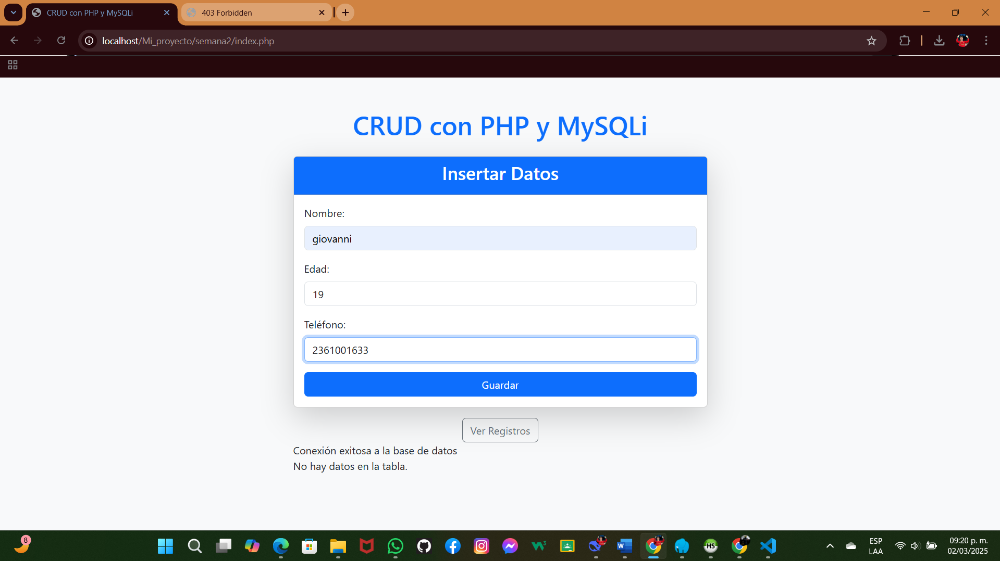 CRUD con PHP y MySQLi
403 Forbidden
localhost/Mi_proyecto/semana2/index.php
CRUD con PHP y MySQLi
Insertar Datos
Nombre:
giovanni
Edad:
19
Teléfono:
2361001633
Guardar
Ver Registros
Conexión exitosa a la base de datos
No hay datos en la tabla.
8
W3
W
HS
ESP
LAA
09:20 p. m.
02/03/2025